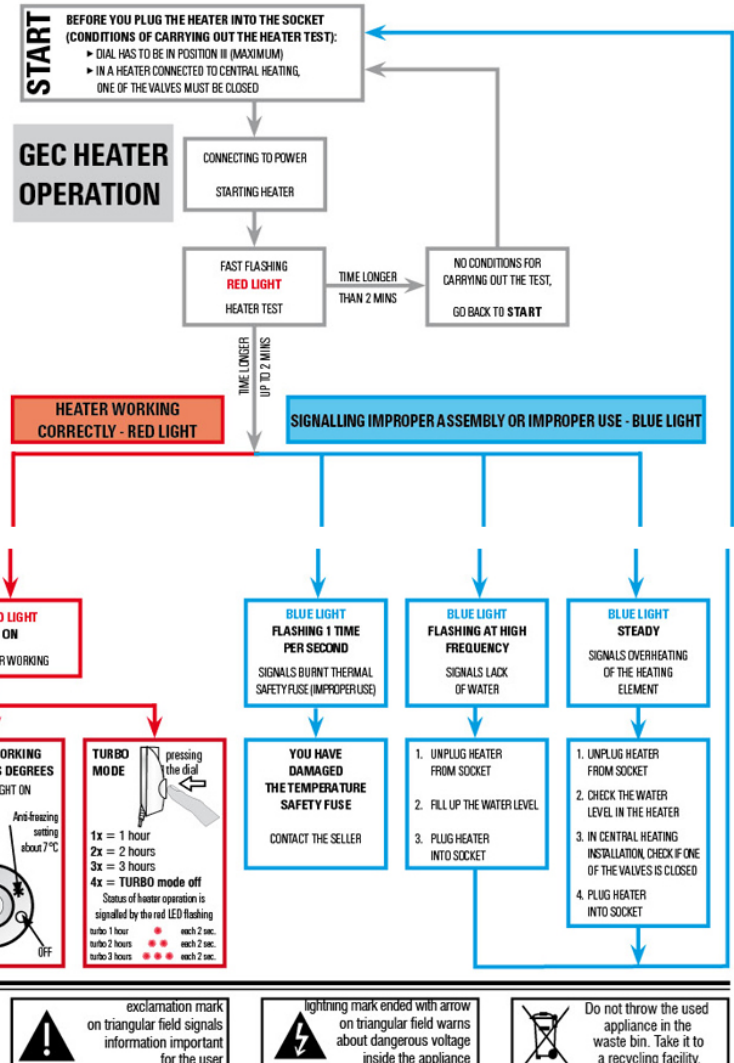 START
BEFORE YOU PLUG THE HEATER INTO THE SOCKET
(CONDITIONS OF CARRYING OUT THE HEATER TEST):
▸ DIAL HAS TO BE IN POSITION III (MAXIMUM)
▸ IN A HEATER CONNECTED TO CENTRAL HEATING,
ONE OF THE VALVES MUST BE CLOSED
GEC HEATER
OPERATION
CONNECTING TO POWER
STARTING HEATER
FAST FLASHING
RED LIGHT
HEATER TEST
TIME LONGER
THAN 2 MINS
NO CONDITIONS FOR
CARRYING OUT THE TEST,
GO BACK TO START
TIME LONGER
UP TO 2 MINS
HEATER WORKING
CORRECTLY - RED LIGHT
SIGNALLING IMPROPER ASSEMBLY OR IMPROPER USE - BLUE LIGHT
LIGHT
ON
WORKING
BLUE LIGHT
FLASHING 1 TIME
PER SECOND
SIGNALS BURNT THERMAL
SAFETY FUSE (IMPROPER USE)
BLUE LIGHT
FLASHING AT HIGH
FREQUENCY
SIGNALS LACK
OF WATER
BLUE LIGHT
STEADY
SIGNALS OVERHEATING
OF THE HEATING
ELEMENT
DEGREES
ON
Anti-freezing
setting
about 7°C
OFF
TURBO
MODE
pressing
the dial
1x = 1 hour
2x = 2 hours
3x = 3 hours
4x = TURBO mode off
Status of heater operation is
signalled by the red LED flashing
turbo 1 hour each 2 sec.
turbo 2 hours each 2 sec.
turbo 3 hours each 2 sec.
YOU HAVE
DAMAGED
THE TEMPERATURE
SAFETY FUSE
CONTACT THE SELLER
1. UNPLUG HEATER
FROM SOCKET
2. FILL UP THE WATER LEVEL
3. PLUG HEATER
INTO SOCKET
1. UNPLUG HEATER
FROM SOCKET
2. CHECK THE WATER
LEVEL IN THE HEATER
3. IN CENTRAL HEATING
INSTALLATION, CHECK IF ONE
OF THE VALVES IS CLOSED
4. PLUG HEATER
INTO SOCKET
exclamation mark
on triangular field signals
information important
for the user
lightning mark ended with arrow
on triangular field warns
about dangerous voltage
inside the appliance
Do not throw the used
appliance in the
waste bin. Take it to
a recycling facility.